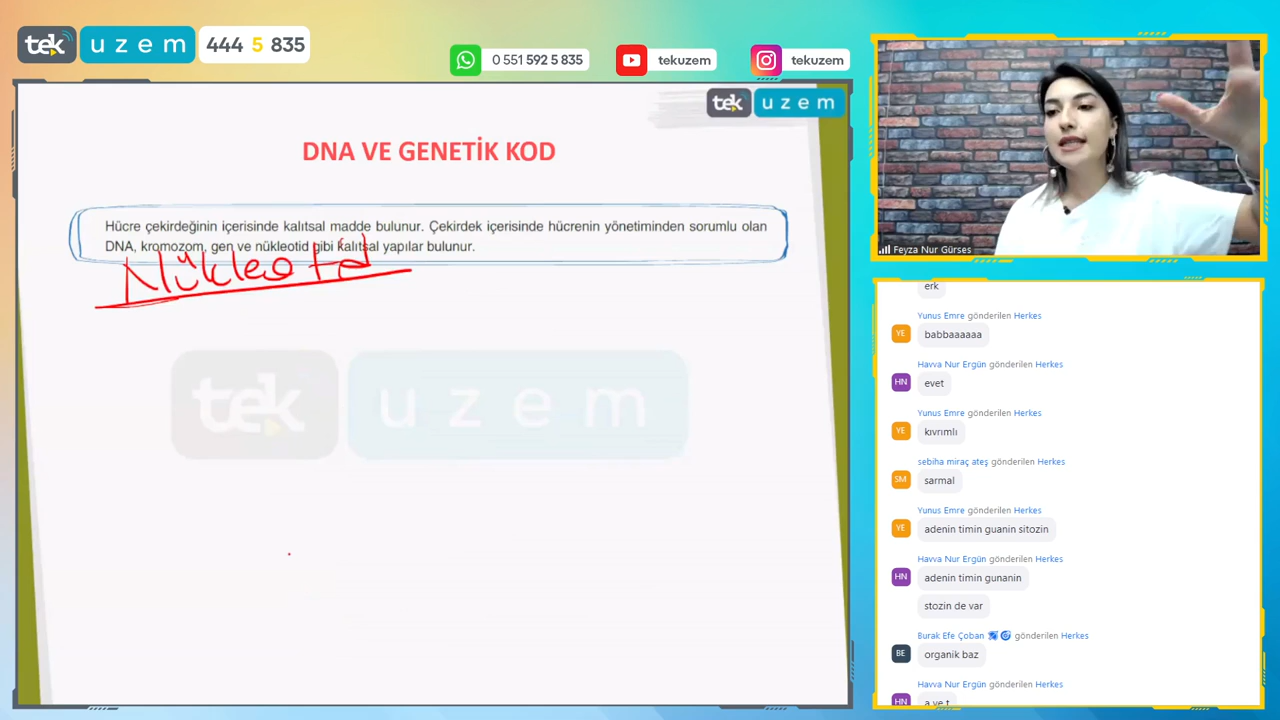 tek uzem 444 5 835
0 551 592 5 835
tekuzem
tekuzem
tek uzem
DNA VE GENETİK KOD
Hücre çekirdeğinin içerisinde kalıtsal madde bulunur. Çekirdek içerisinde hücrenin yönetiminden sorumlu olan
DNA, kromozom, gen ve nükleotid gibi kalıtsal yapılar bulunur.
Nükleotid
tek uzem
Feyza Nur Gürses
erk
Yunus Emre gönderilen Herkes
YE babbaaaaaa
Havva Nur Ergün gönderilen Herkes
HN evet
Yunus Emre gönderilen Herkes
YE kıvrımlı
sebiha miraç ateş gönderilen Herkes
SM sarmal
Yunus Emre gönderilen Herkes
YE adenin timin guanin sitozin
Havva Nur Ergün gönderilen Herkes
HN adenin timin gunanin
stozin de var
Burak Efe Çoban gönderilen Herkes
BE organik baz
Havva Nur Ergün gönderilen Herkes
HN a ve t